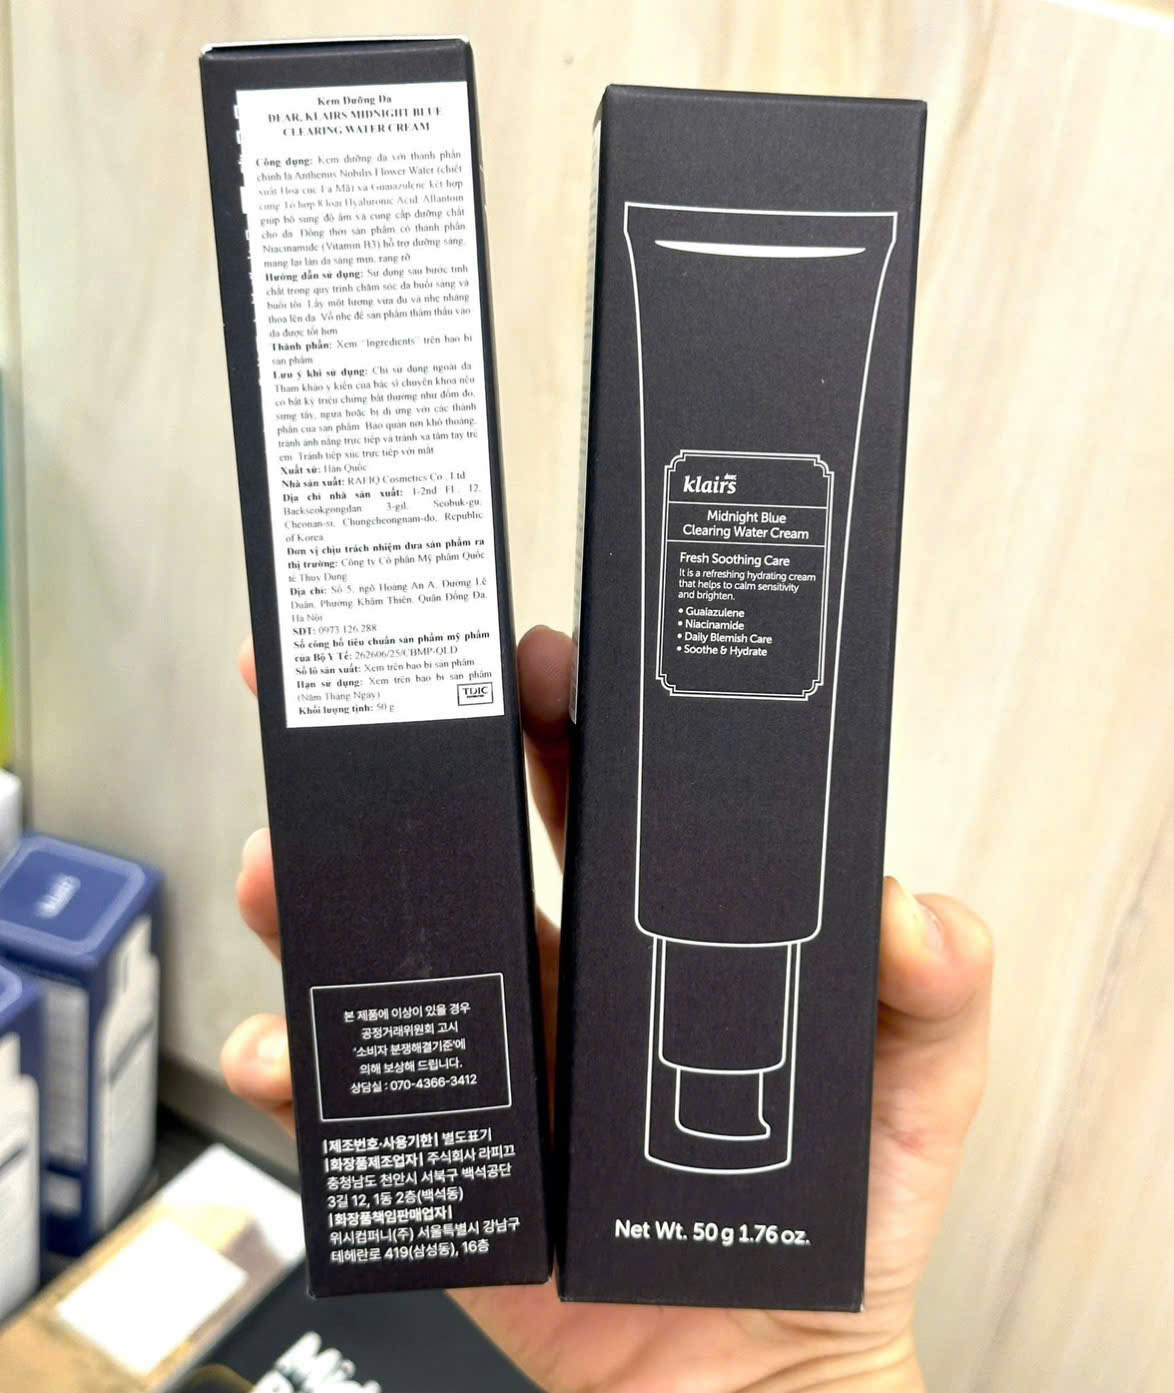 Kem Dưỡng Da
DEAR, KLAIRS MIDNIGHT BLUE
CLEARING WATER CREAM
Công dụng: Kem dưỡng da với thành phần
chính là Anthemis Nobilis Flower Water (chiết
xuất Hoa cúc La Mã) và Guaiazulene kết hợp
cùng Tổ hợp 8 loại Hyaluronic Acid, Allantoin
giúp bổ sung độ ẩm và cung cấp dưỡng chất
cho da. Đồng thời sản phẩm có thành phần
Niacinamide (Vitamin B3) hỗ trợ dưỡng sáng,
mang lại làn da sáng mịn, rạng rỡ
Hướng dẫn sử dụng: Sử dụng sau bước tinh
chất trong quy trình chăm sóc da buổi sáng và
buổi tối. Lấy một lượng vừa đủ và nhẹ nhàng
thoa lên da. Vỗ nhẹ để sản phẩm thẩm thấu vào
da được tốt hơn
Thành phần: Xem "Ingredients" trên bao bì
sản phẩm
Lưu ý khi sử dụng: Chỉ sử dụng ngoài da
Tham khảo ý kiến của bác sĩ chuyên khoa nếu
có bất kỳ triệu chứng bất thường như đốm đỏ,
sưng tấy, ngứa hoặc bị dị ứng với các thành
phần của sản phẩm. Bảo quản nơi khô thoáng,
tránh ánh nắng trực tiếp và tránh xa tầm tay trẻ
em. Tránh tiếp xúc trực tiếp với mắt
Xuất xứ: Hàn Quốc
Nhà sản xuất: RAFIQ Cosmetics Co., Ltd
Địa chỉ nhà sản xuất: 1-2nd Fl., 12,
Baekseokgongdan 3-gil, Seobuk-gu,
Cheonan-si, Chungcheongnam-do, Republic
of Korea
Đơn vị chịu trách nhiệm đưa sản phẩm ra
thị trường: Công ty Cổ phần Mỹ phẩm Quốc
tế Thùy Dung
Địa chỉ: Số 5, ngõ Hoàng An A, Đường Lê
Duẩn, Phường Khâm Thiên, Quận Đống Đa,
Hà Nội
SĐT: 0973.126.288
Số công bố tiêu chuẩn sản phẩm mỹ phẩm
của Bộ Y Tế: 262606/25/CBMP-QLD
Số lô sản xuất: Xem trên bao bì sản phẩm
Hạn sử dụng: Xem trên bao bì sản phẩm
(Năm Tháng Ngày)
Khối lượng tịnh: 50 g
TDIC
본 제품에 이상이 있을 경우
공정거래위원회 고시
'소비자 분쟁해결기준'에
의해 보상해 드립니다.
상담실 : 070-4366-3412
|제조번호·사용기한| 별도표기
|화장품제조업자| 주식회사 라피끄
충청남도 천안시 서북구 백석공단
3길 12, 1동 2층(백석동)
|화장품책임판매업자|
위시컴퍼니(주) 서울특별시 강남구
테헤란로 419(삼성동), 16층
dear,
klairs
Midnight Blue
Clearing Water Cream
Fresh Soothing Care
It is a refreshing hydrating cream
that helps to calm sensitivity
and brighten.
• Guaiazulene
• Niacinamide
• Daily Blemish Care
• Soothe & Hydrate
Net Wt. 50 g 1.76 oz.
klairs